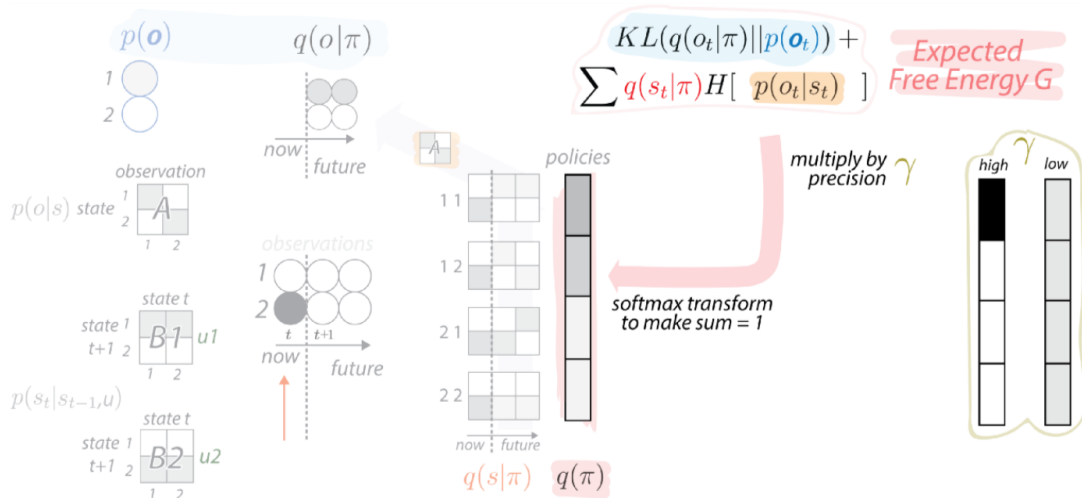 p(o)
1
2
q(o|π)
now
future
KL(q(o_t|π)||p(o_t)) +
∑ q(s_t|π)H[ p(o_t|s_t) ]
Expected
Free Energy G
A
policies
multiply by
precision γ
γ
high
low
observation
p(o|s) state 1
2
A
1 2
observations
1
2
t t+1
now
future
1 1
1 2
2 1
2 2
now future
q(s|π)
q(π)
softmax transform
to make sum = 1
state t
state 1
t+1 2
B1
u1
1 2
p(s_t|s_{t-1},u)
state t
state 1
t+1 2
B2
u2
1 2